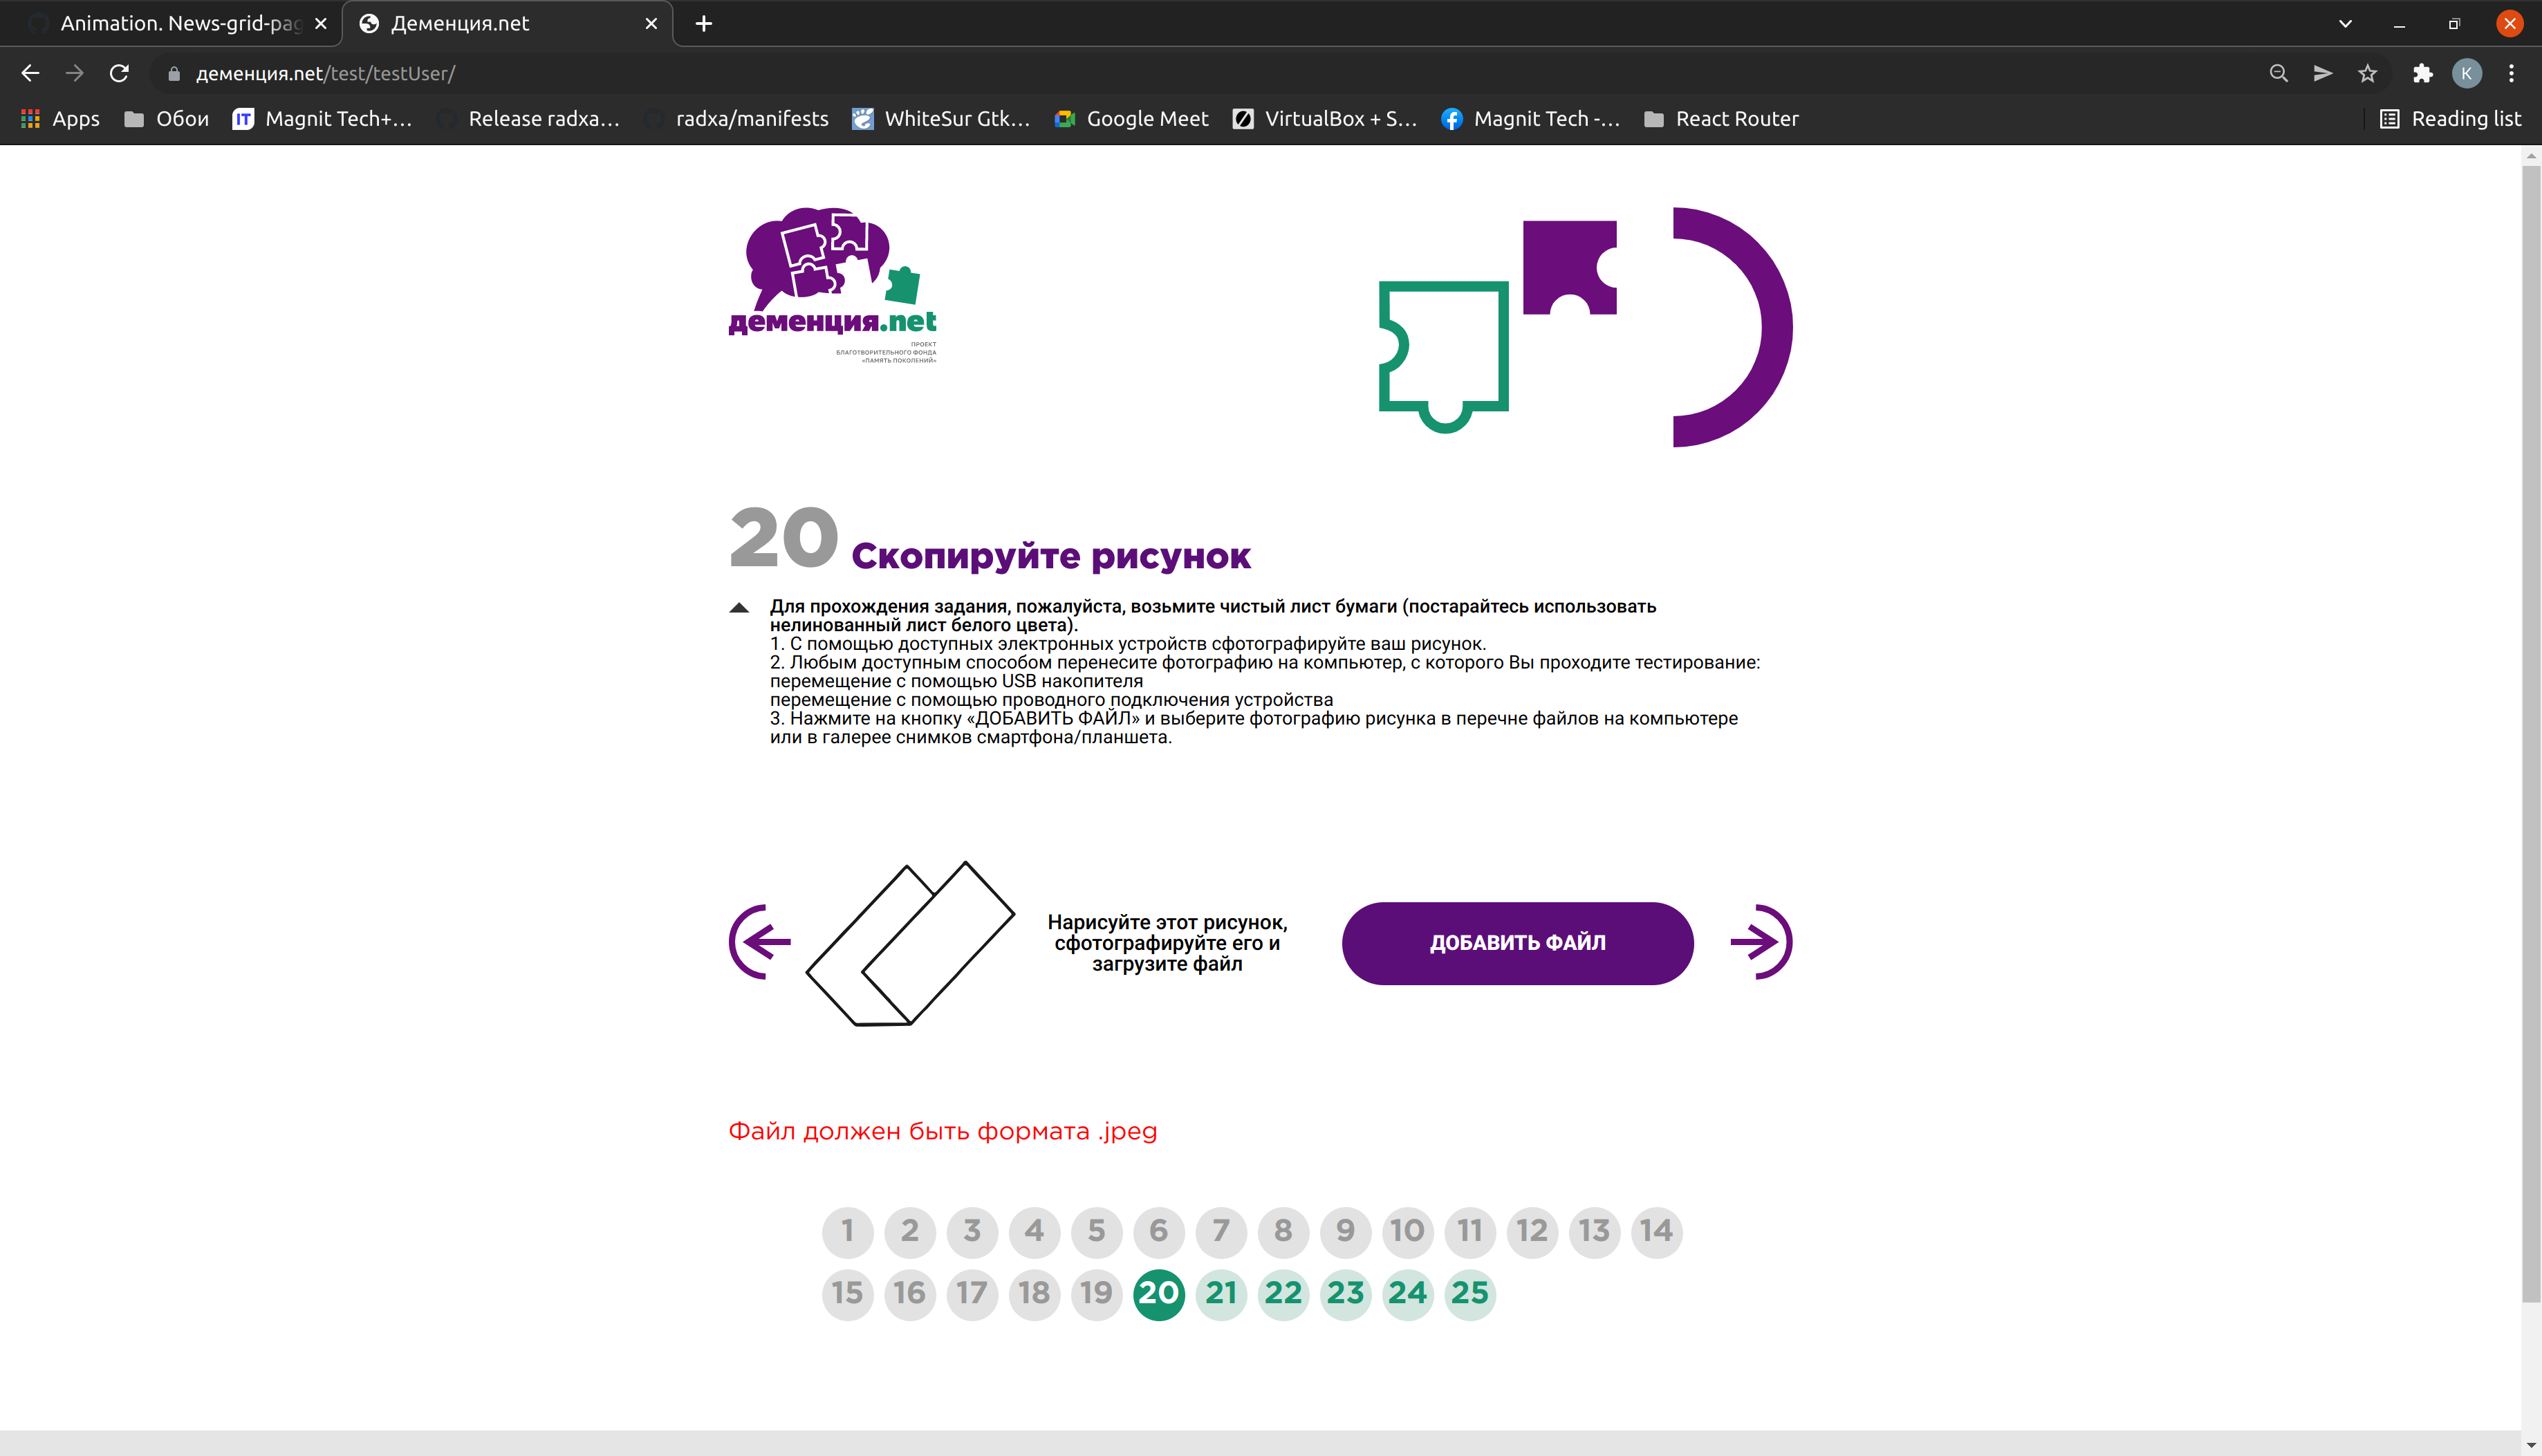 Animation. News-grid-pag
Деменция.net
деменция.net/test/testUser/
K
Apps
Обои
IT
Magnit Tech+...
Release radxa...
radxa/manifests
WhiteSur Gtk...
Google Meet
VirtualBox + S...
Magnit Tech -...
React Router
Reading list
деменция.net
ПРОЕКТ
БЛАГОТВОРИТЕЛЬНОГО ФОНДА
«ПАМЯТЬ ПОКОЛЕНИЙ»
20 Скопируйте рисунок
Для прохождения задания, пожалуйста, возьмите чистый лист бумаги (постарайтесь использовать
нелинованный лист белого цвета).
1. С помощью доступных электронных устройств сфотографируйте ваш рисунок.
2. Любым доступным способом перенесите фотографию на компьютер, с которого Вы проходите тестирование:
перемещение с помощью USB накопителя
перемещение с помощью проводного подключения устройства
3. Нажмите на кнопку «ДОБАВИТЬ ФАЙЛ» и выберите фотографию рисунка в перечне файлов на компьютере
или в галерее снимков смартфона/планшета.
Нарисуйте этот рисунок,
сфотографируйте его и
загрузите файл
ДОБАВИТЬ ФАЙЛ
Файл должен быть формата .jpeg
1 2 3 4 5 6 7 8 9 10 11 12 13 14
15 16 17 18 19 20 21 22 23 24 25